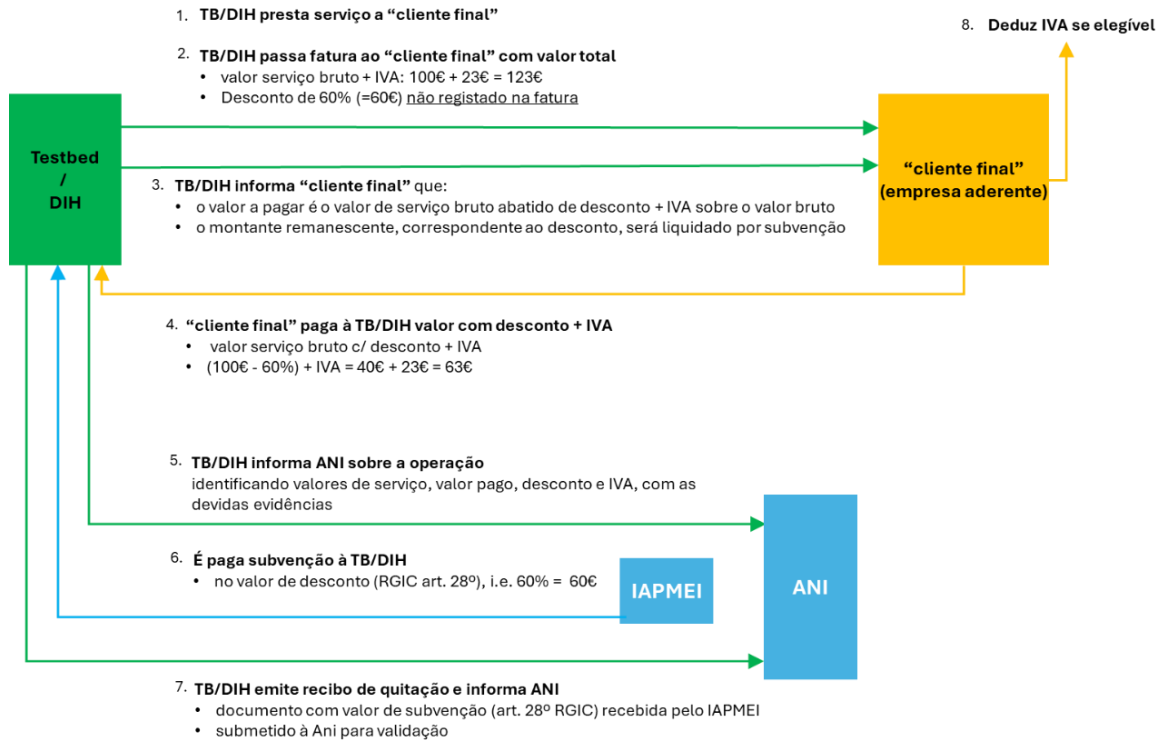 1. TB/DIH presta serviço a “cliente final”
2. TB/DIH passa fatura ao “cliente final” com valor total
• valor serviço bruto + IVA: 100€ + 23€ = 123€
• Desconto de 60% (=60€) não registado na fatura
8. Deduz IVA se elegível
Testbed
/
DIH
“cliente final”
(empresa aderente)
3. TB/DIH informa “cliente final” que:
• o valor a pagar é o valor de serviço bruto abatido de desconto + IVA sobre o valor bruto
• o montante remanescente, correspondente ao desconto, será liquidado por subvenção
4. “cliente final” paga à TB/DIH valor com desconto + IVA
• valor serviço bruto c/ desconto + IVA
• (100€ - 60%) + IVA = 40€ + 23€ = 63€
5. TB/DIH informa ANI sobre a operação
identificando valores de serviço, valor pago, desconto e IVA, com as
devidas evidências
6. É paga subvenção à TB/DIH
• no valor de desconto (RGIC art. 28º), i.e. 60% = 60€
IAPMEI
ANI
7. TB/DIH emite recibo de quitação e informa ANI
• documento com valor de subvenção (art. 28º RGIC) recebida pelo IAPMEI
• submetido à Ani para validação